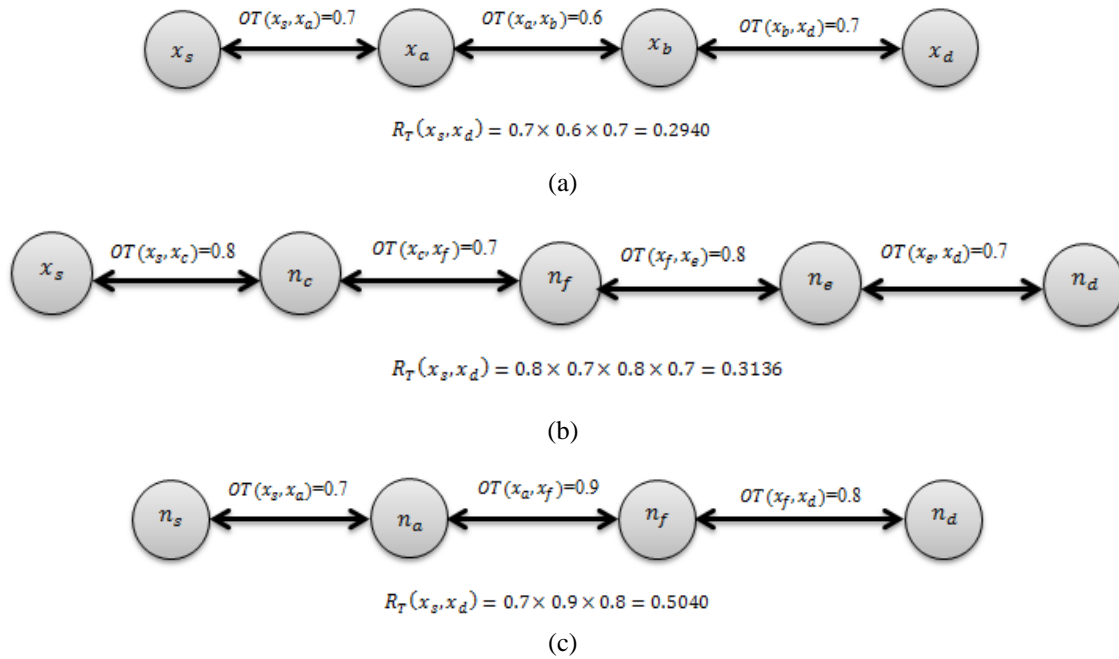 OT(x_s,x_a)=0.7 OT(x_a,x_b)=0.6 OT(x_b,x_d)=0.7
x_s x_a x_b x_d
R_T(x_s,x_d) = 0.7 × 0.6 × 0.7 = 0.2940
(a)
OT(x_s,x_c)=0.8 OT(x_c,x_f)=0.7 OT(x_f,x_e)=0.8 OT(x_e,x_d)=0.7
x_s n_c n_f n_e n_d
R_T(x_s,x_d) = 0.8 × 0.7 × 0.8 × 0.7 = 0.3136
(b)
OT(x_s,x_a)=0.7 OT(x_a,x_f)=0.9 OT(x_f,x_d)=0.8
n_s n_a n_f n_d
R_T(x_s,x_d) = 0.7 × 0.9 × 0.8 = 0.5040
(c)